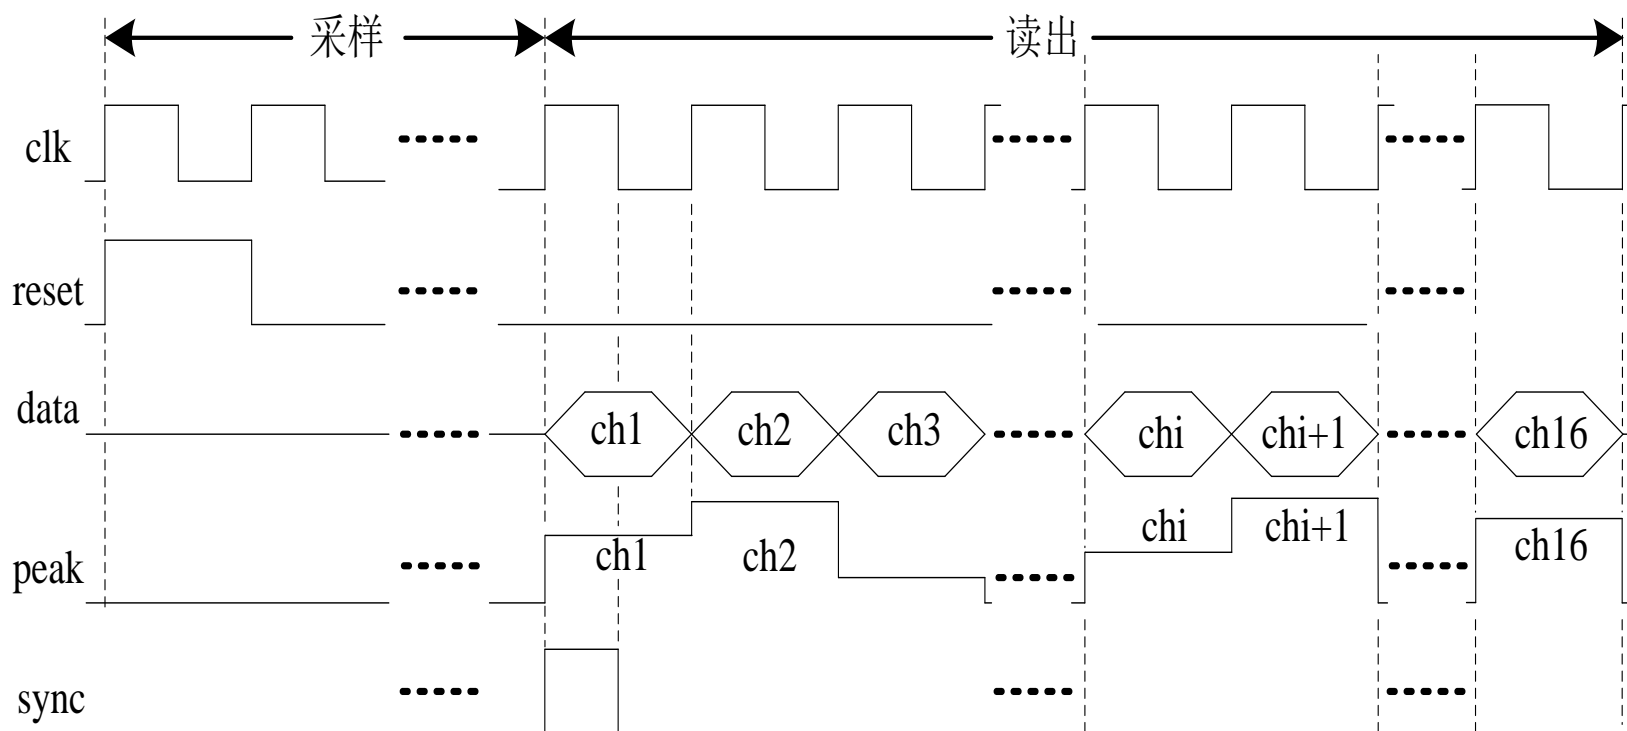 采样 读出
clk
reset
data ch1 ch2 ch3 chi chi+1 ch16
peak ch1 ch2 chi chi+1 ch16
sync